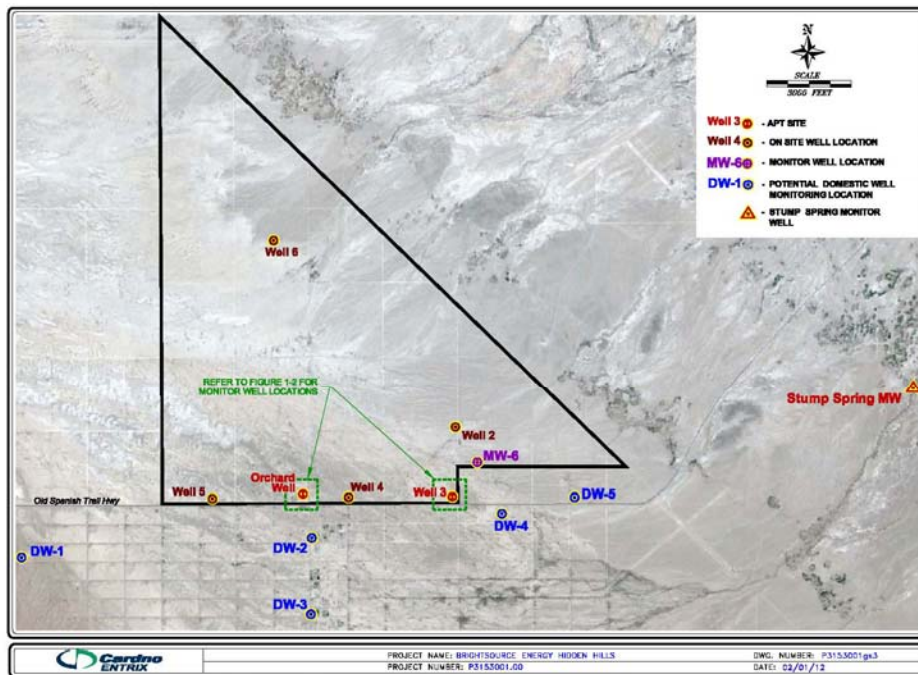 N
SCALE
3000 FEET
Well 3 - APT SITE
Well 4 - ON SITE WELL LOCATION
MW-6 - MONITOR WELL LOCATION
DW-1 - POTENTIAL DOMESTIC WELL
MONITORING LOCATION
- STUMP SPRING MONITOR
WELL
Well 6
REFER TO FIGURE 1-2 FOR
MONITOR WELL LOCATIONS
Stump Spring MW
Well 2
MW-6
Orchard
Well
Well 5
Well 4
Well 3
DW-5
Old Spanish Trail Hwy
DW-4
DW-2
DW-1
DW-3
Cardno
ENTRIX
PROJECT NAME: BRIGHTSOURCE ENERGY HIDDEN HILLS
PROJECT NUMBER: P3153001.00
DWG. NUMBER: P3153001gs3
DATE: 02/01/12